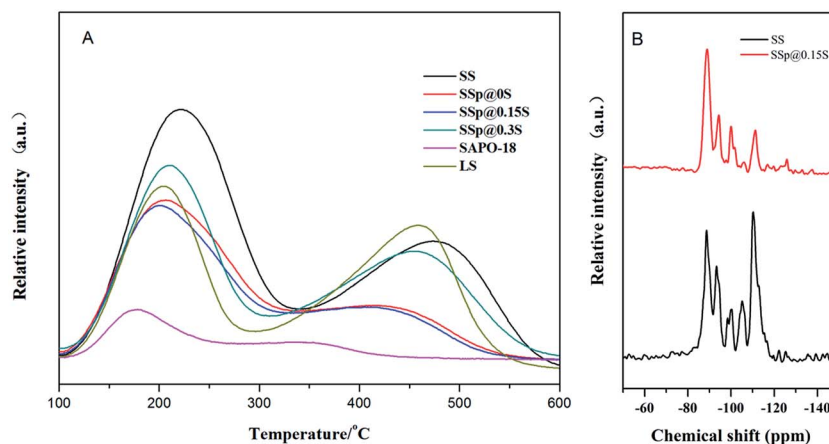 A
SS
SSp@0S
SSp@0.15S
SSp@0.3S
SAPO-18
LS
Relative intensity (a.u.)
100 200 300 400 500 600
Temperature/°C
B
SS
SSp@0.15S
Relative intensity (a.u.)
-60 -80 -100 -120 -140
Chemical shift (ppm)